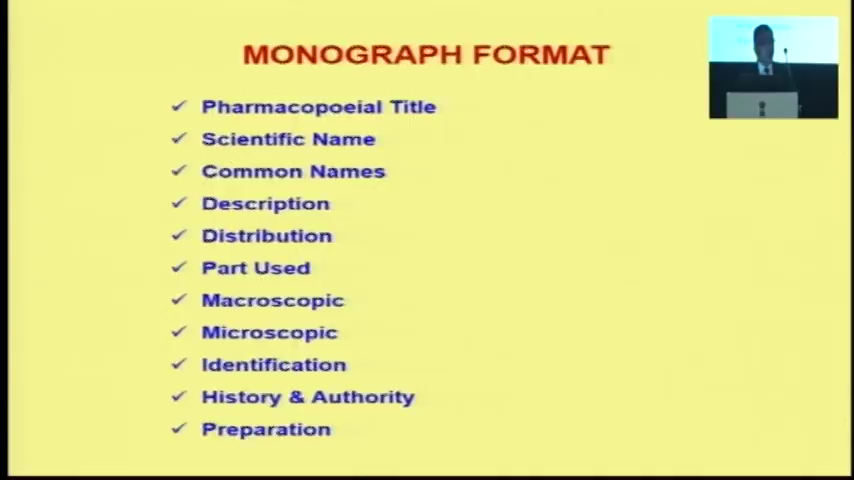 MONOGRAPH FORMAT
✓ Pharmacopoeial Title
✓ Scientific Name
✓ Common Names
✓ Description
✓ Distribution
✓ Part Used
✓ Macroscopic
✓ Microscopic
✓ Identification
✓ History & Authority
✓ Preparation